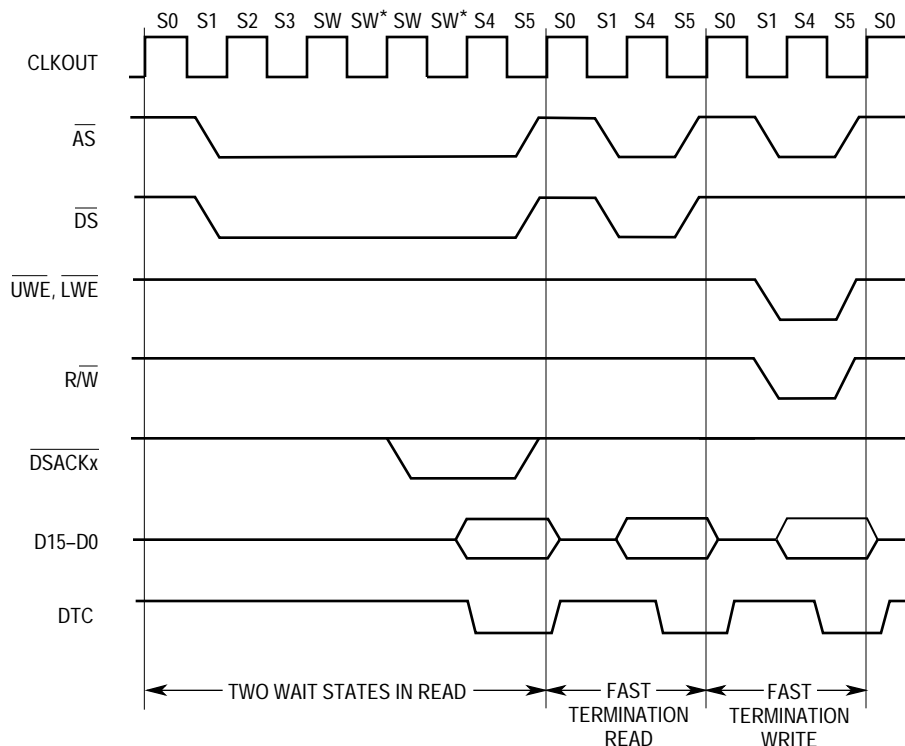 S0 S1 S2 S3 SW SW* SW SW* S4 S5 S0 S1 S4 S5 S0 S1 S4 S5 S0
CLKOUT
AS
DS
UWE, LWE
R/W
DSACKx
D15–D0
DTC
TWO WAIT STATES IN READ
FAST
TERMINATION
READ
FAST
TERMINATION
WRITE